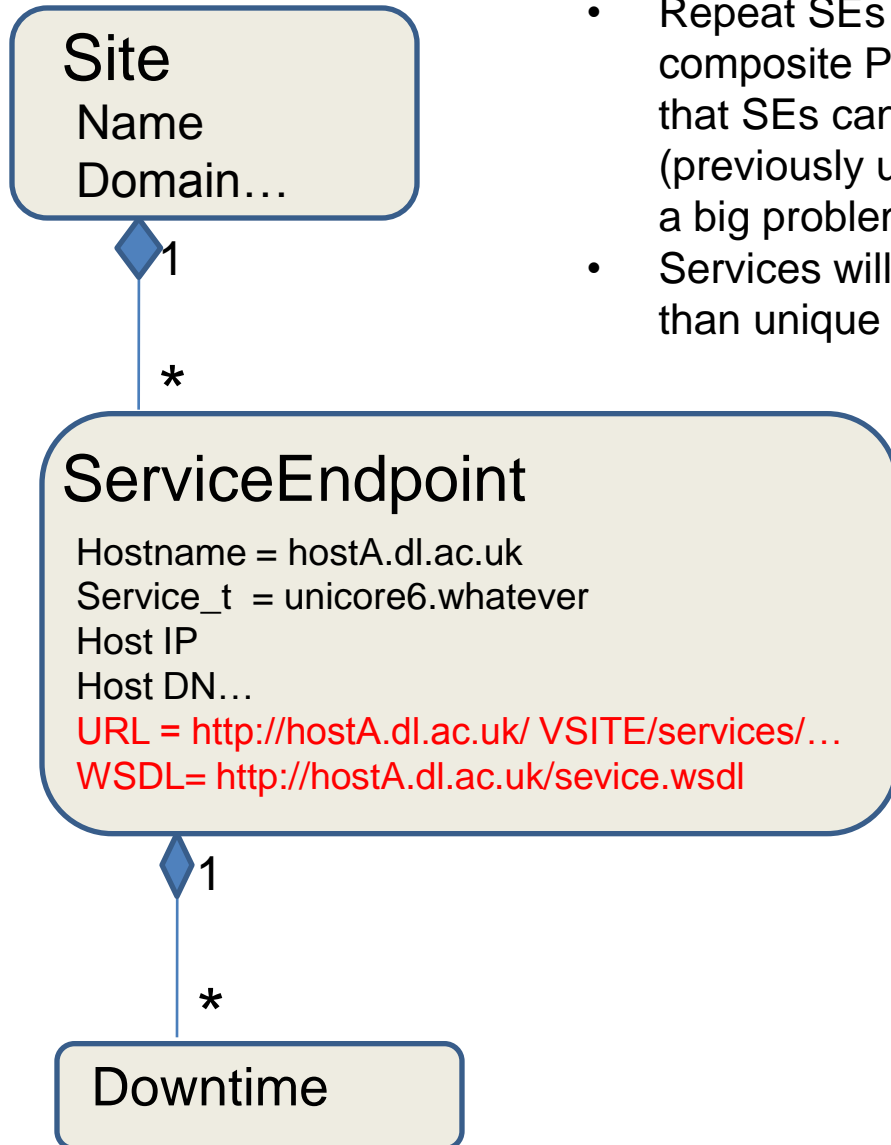 Site
Name
Domain…
1
*
• Repeat SEs
composite
that SEs
(previously
a big
• Services will
than unique
ServiceEndpoint
Hostname = hostA.dl.ac.uk
Service_t = unicore6.whatever
Host IP
Host DN…
URL = http://hostA.dl.ac.uk/ VSITE/services/…
WSDL= http://hostA.dl.ac.uk/sevice.wsdl
1
*
Downtime